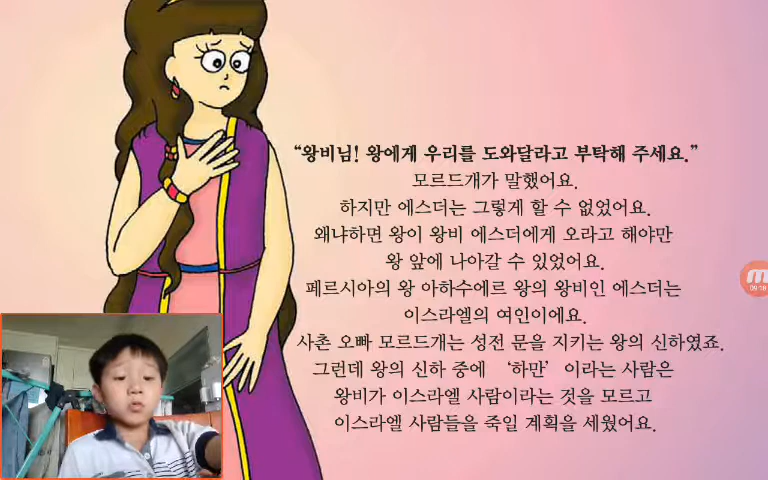 “왕비님! 왕에게 우리를 도와달라고 부탁해 주세요.”
모르드개가 말했어요.
하지만 에스더는 그렇게 할 수 없었어요.
왜냐하면 왕이 왕비 에스더에게 오라고 해야만
왕 앞에 나아갈 수 있었어요.
페르시아의 왕 아하수에르 왕의 왕비인 에스더는
이스라엘의 여인이에요.
사촌 오빠 모르드개는 성전 문을 지키는 왕의 신하였죠.
그런데 왕의 신하 중에 ‘하만’ 이라는 사람은
왕비가 이스라엘 사람이라는 것을 모르고
이스라엘 사람들을 죽일 계획을 세웠어요.
M